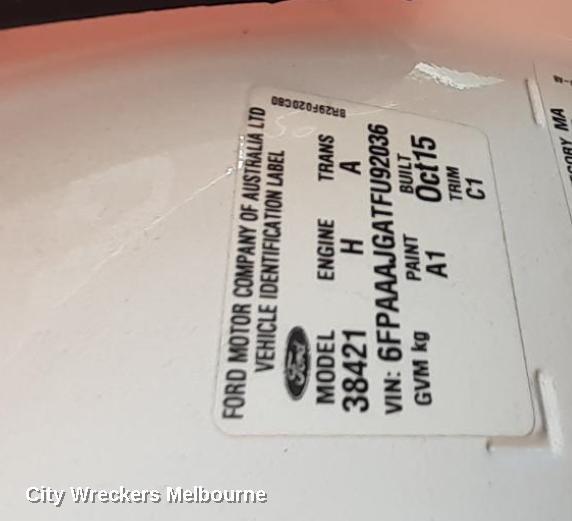 BR29F020C80
FORD MOTOR COMPANY OF AUSTRALIA LTD
VEHICLE IDENTIFICATION LABEL
Ford
MODEL ENGINE TRANS
38421 H A
VIN: 6FPAAAJGATFU92036
GVM kg PAINT BUILT
A1 Oct15
TRIM
C1
MA
City Wreckers Melbourne